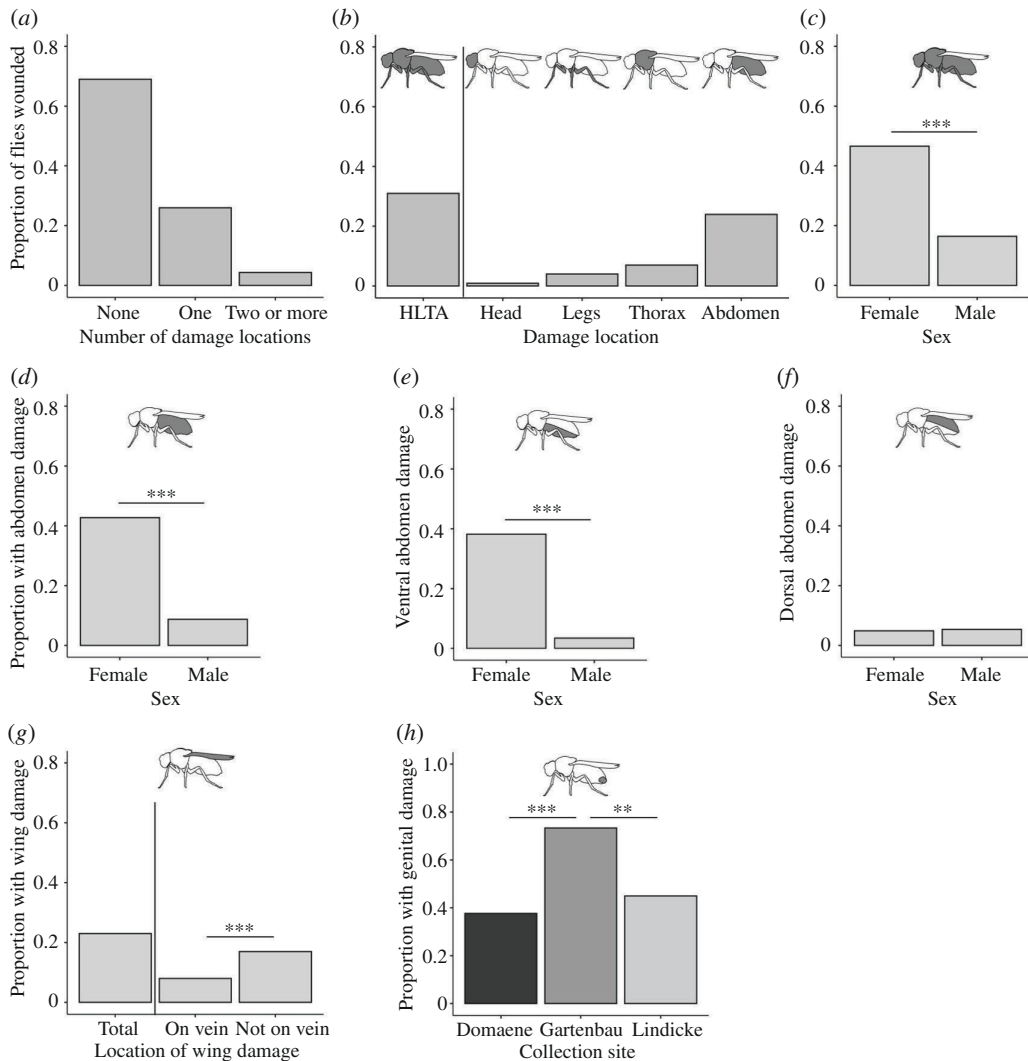 (a)
0.8
0.6
0.4
0.2
0
Proportion of flies wounded
None One Two or more
Number of damage locations
(b)
0.8
0.6
0.4
0.2
0
HLTA Head Legs Thorax Abdomen
Damage location
(c)
0.8
0.6
0.4
0.2
0
***
Female Male
Sex
(d)
0.8
0.6
0.4
0.2
0
Proportion with abdomen damage
***
Female Male
Sex
(e)
0.8
0.6
0.4
0.2
0
Ventral abdomen damage
***
Female Male
Sex
(f)
0.8
0.6
0.4
0.2
0
Dorsal abdomen damage
Female Male
Sex
(g)
0.8
0.6
0.4
0.2
0
Proportion with wing damage
***
Total On vein Not on vein
Location of wing damage
(h)
1.0
0.8
0.6
0.4
0.2
0
Proportion with genital damage
*** **
Domaene Gartenbau Lindicke
Collection site